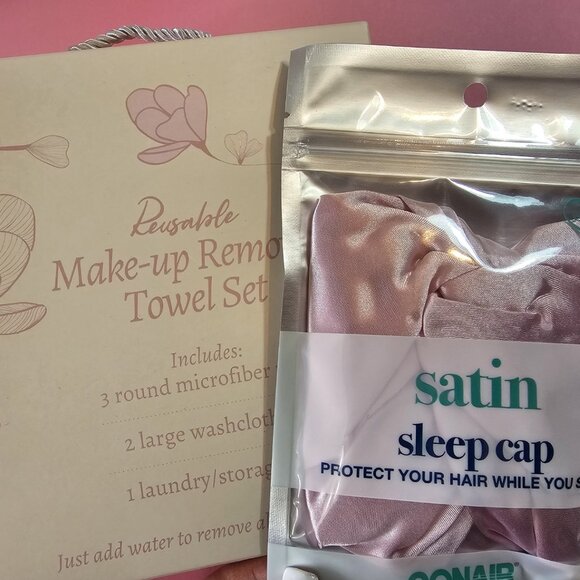 Reusable
Make-up Remo
Towel Set
Includes:
3 round microfiber
2 large washcloth
1 laundry/storag
Just add water to remove a
satin
sleep cap
PROTECT YOUR HAIR WHILE YOU S
CONAIR